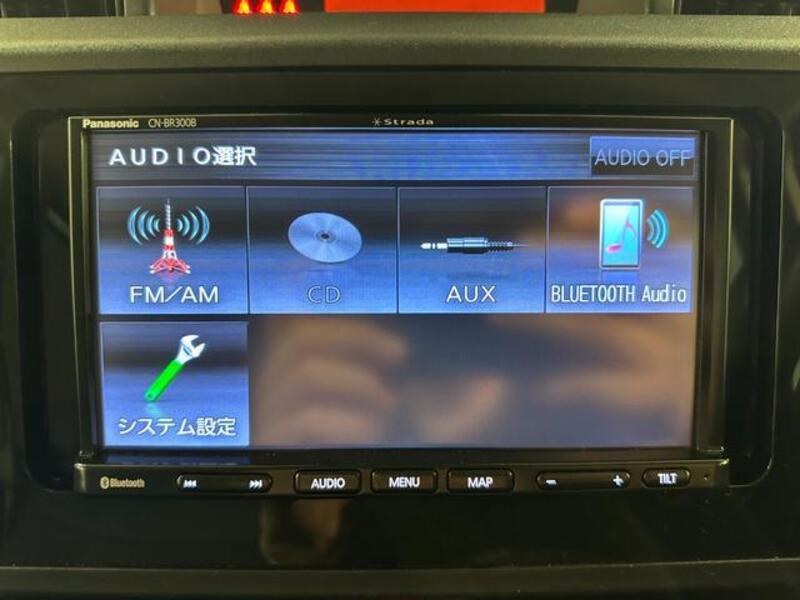 Panasonic CN-BR300B
Strada
AUDIO選択
AUDIO OFF
FM/AM
CD
AUX
BLUETOOTH Audio
システム設定
Bluetooth
AUDIO
MENU
MAP
TILT